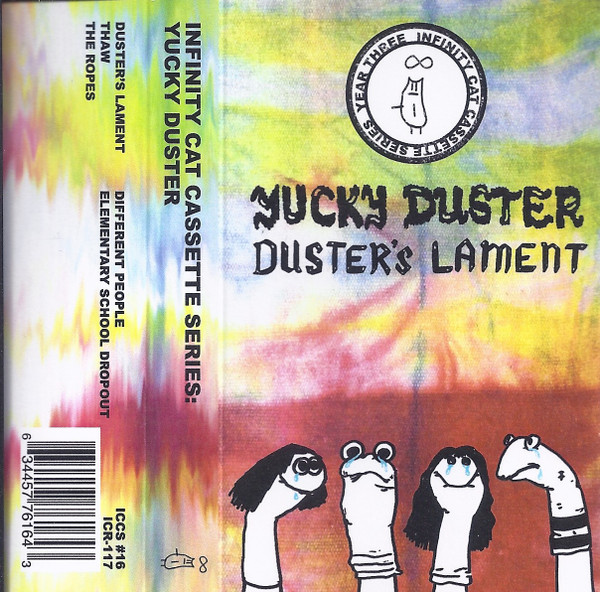 DUSTER'S LAMENT
THAW
THE ROPES
DIFFERENT PEOPLE
ELEMENTARY SCHOOL DROPOUT
ICCS #16
ICR-117
6 34457 76164 3
INFINITY CAT CASSETTE SERIES:
YUCKY DUSTER
YEAR THREE INFINITY CAT CASSETTE SERIES
YUCKY DUSTER
DUSTER'S LAMENT